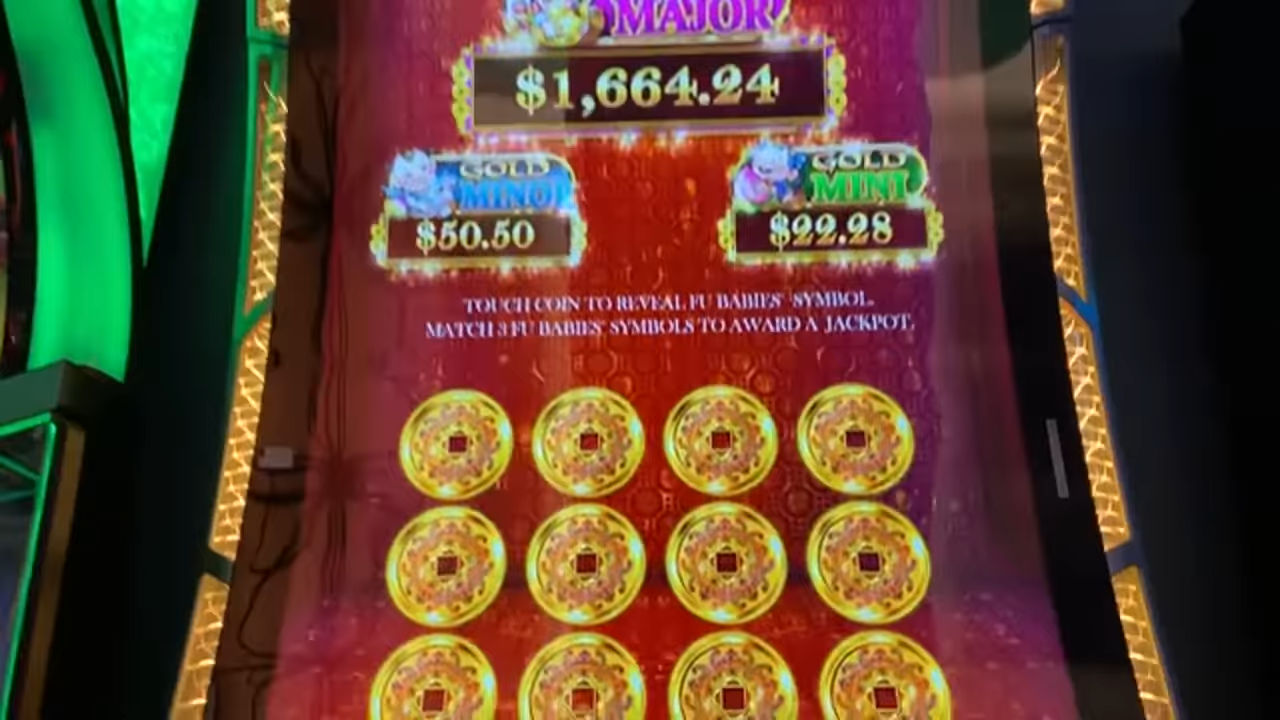 MAJOR
$1,664.24
GOLD
MINOR
$50.50
GOLD
MINI
$22.28
TOUCH COIN TO REVEAL FU BABIES' SYMBOL.
MATCH 3 FU BABIES' SYMBOLS TO AWARD A JACKPOT.